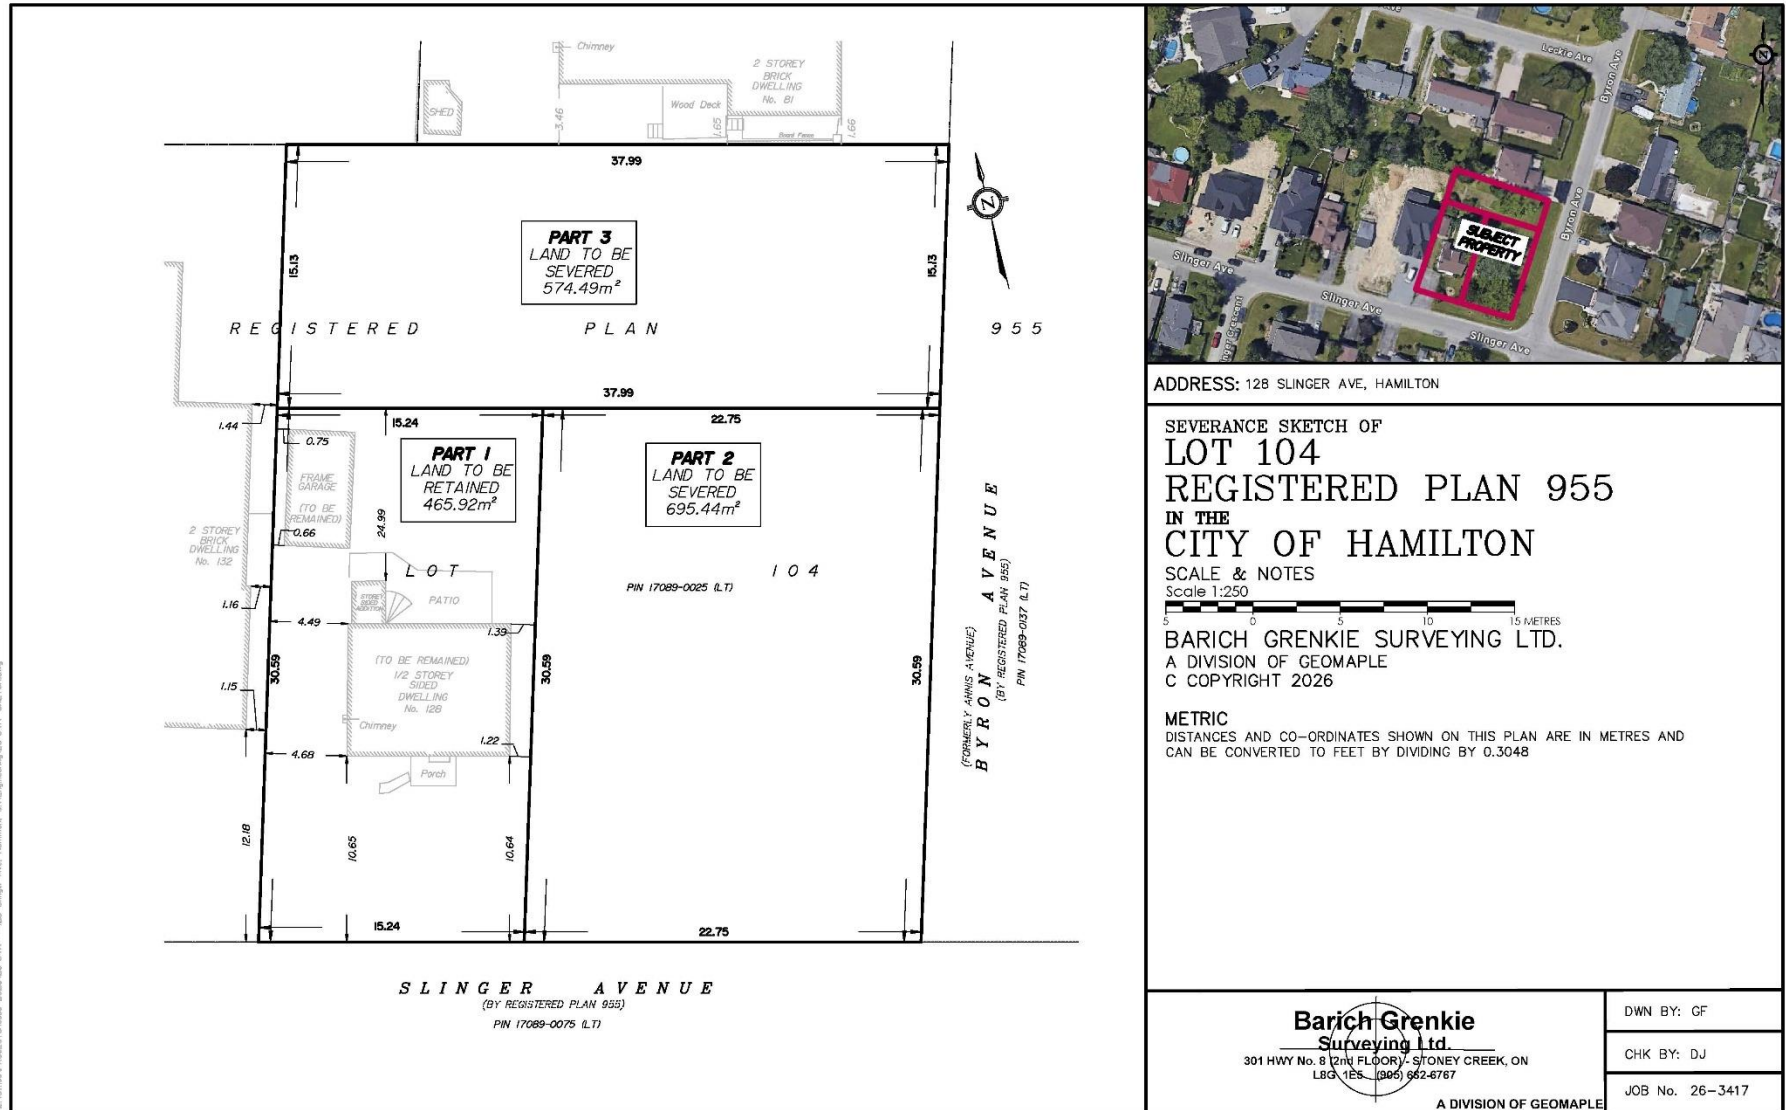 Chimney
2 STOREY
BRICK
DWELLING
No. 81
SHED
Wood Deck
Board Fence
3.46
1.65
1.66
37.99
PART 3
LAND TO BE
SEVERED
574.49m²
15.13
15.13
REGISTERED PLAN 955
37.99
1.44
15.24
22.75
0.75
PART 1
LAND TO BE
RETAINED
465.92m²
PART 2
LAND TO BE
SEVERED
695.44m²
FRAME
GARAGE
(TO BE
REMAINED)
0.66
24.99
2 STOREY
BRICK
DWELLING
No. 132
LOT 104
PIN 17089-0025 (LT)
STOREY
SIDED
ADDITION
PATIO
1.16
4.49
1.39
(TO BE REMAINED)
1/2 STOREY
SIDED
DWELLING
No. 128
Chimney
30.59
30.59
30.59
1.15
1.22
4.68
Porch
12.18
10.65
10.64
15.24
22.75
(FORMERLY ANNIS AVENUE)
BYRON AVENUE
(BY REGISTERED PLAN 955)
PIN 17089-0137 (LT)
SLINGER AVENUE
(BY REGISTERED PLAN 955)
PIN 17089-0075 (LT)
Z
Leckie Ave
Byron Ave
Byron Ave
Slinger Ave
Slinger Ave
Slinger Ave
Slinger Crescent
SUBJECT
PROPERTY
Z
ADDRESS: 128 SLINGER AVE, HAMILTON
SEVERANCE SKETCH OF
LOT 104
REGISTERED PLAN 955
IN THE
CITY OF HAMILTON
SCALE & NOTES
Scale 1:250
5 0 5 10 15 METRES
BARICH GRENKIE SURVEYING LTD.
A DIVISION OF GEOMAPLE
C COPYRIGHT 2026
METRIC
DISTANCES AND CO-ORDINATES SHOWN ON THIS PLAN ARE IN METRES AND
CAN BE CONVERTED TO FEET BY DIVIDING BY 0.3048
Barich Grenkie
Surveying Ltd.
301 HWY No. 8 (2nd FLOOR) - STONEY CREEK, ON
L8G 1E5 (905) 662-6767
A DIVISION OF GEOMAPLE
DWN BY: GF
CHK BY: DJ
JOB No. 26-3417